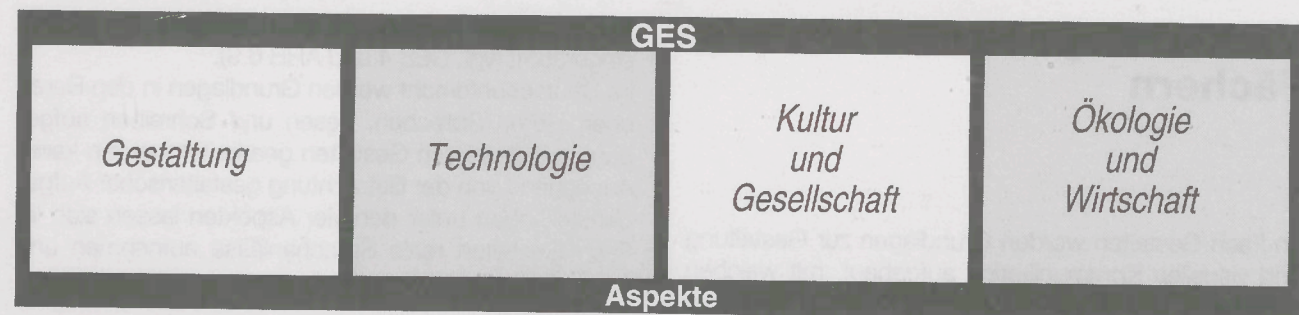 GES
Gestaltung
Technologie
Kultur
und
Gesellschaft
Ökologie
und
Wirtschaft
Aspekte